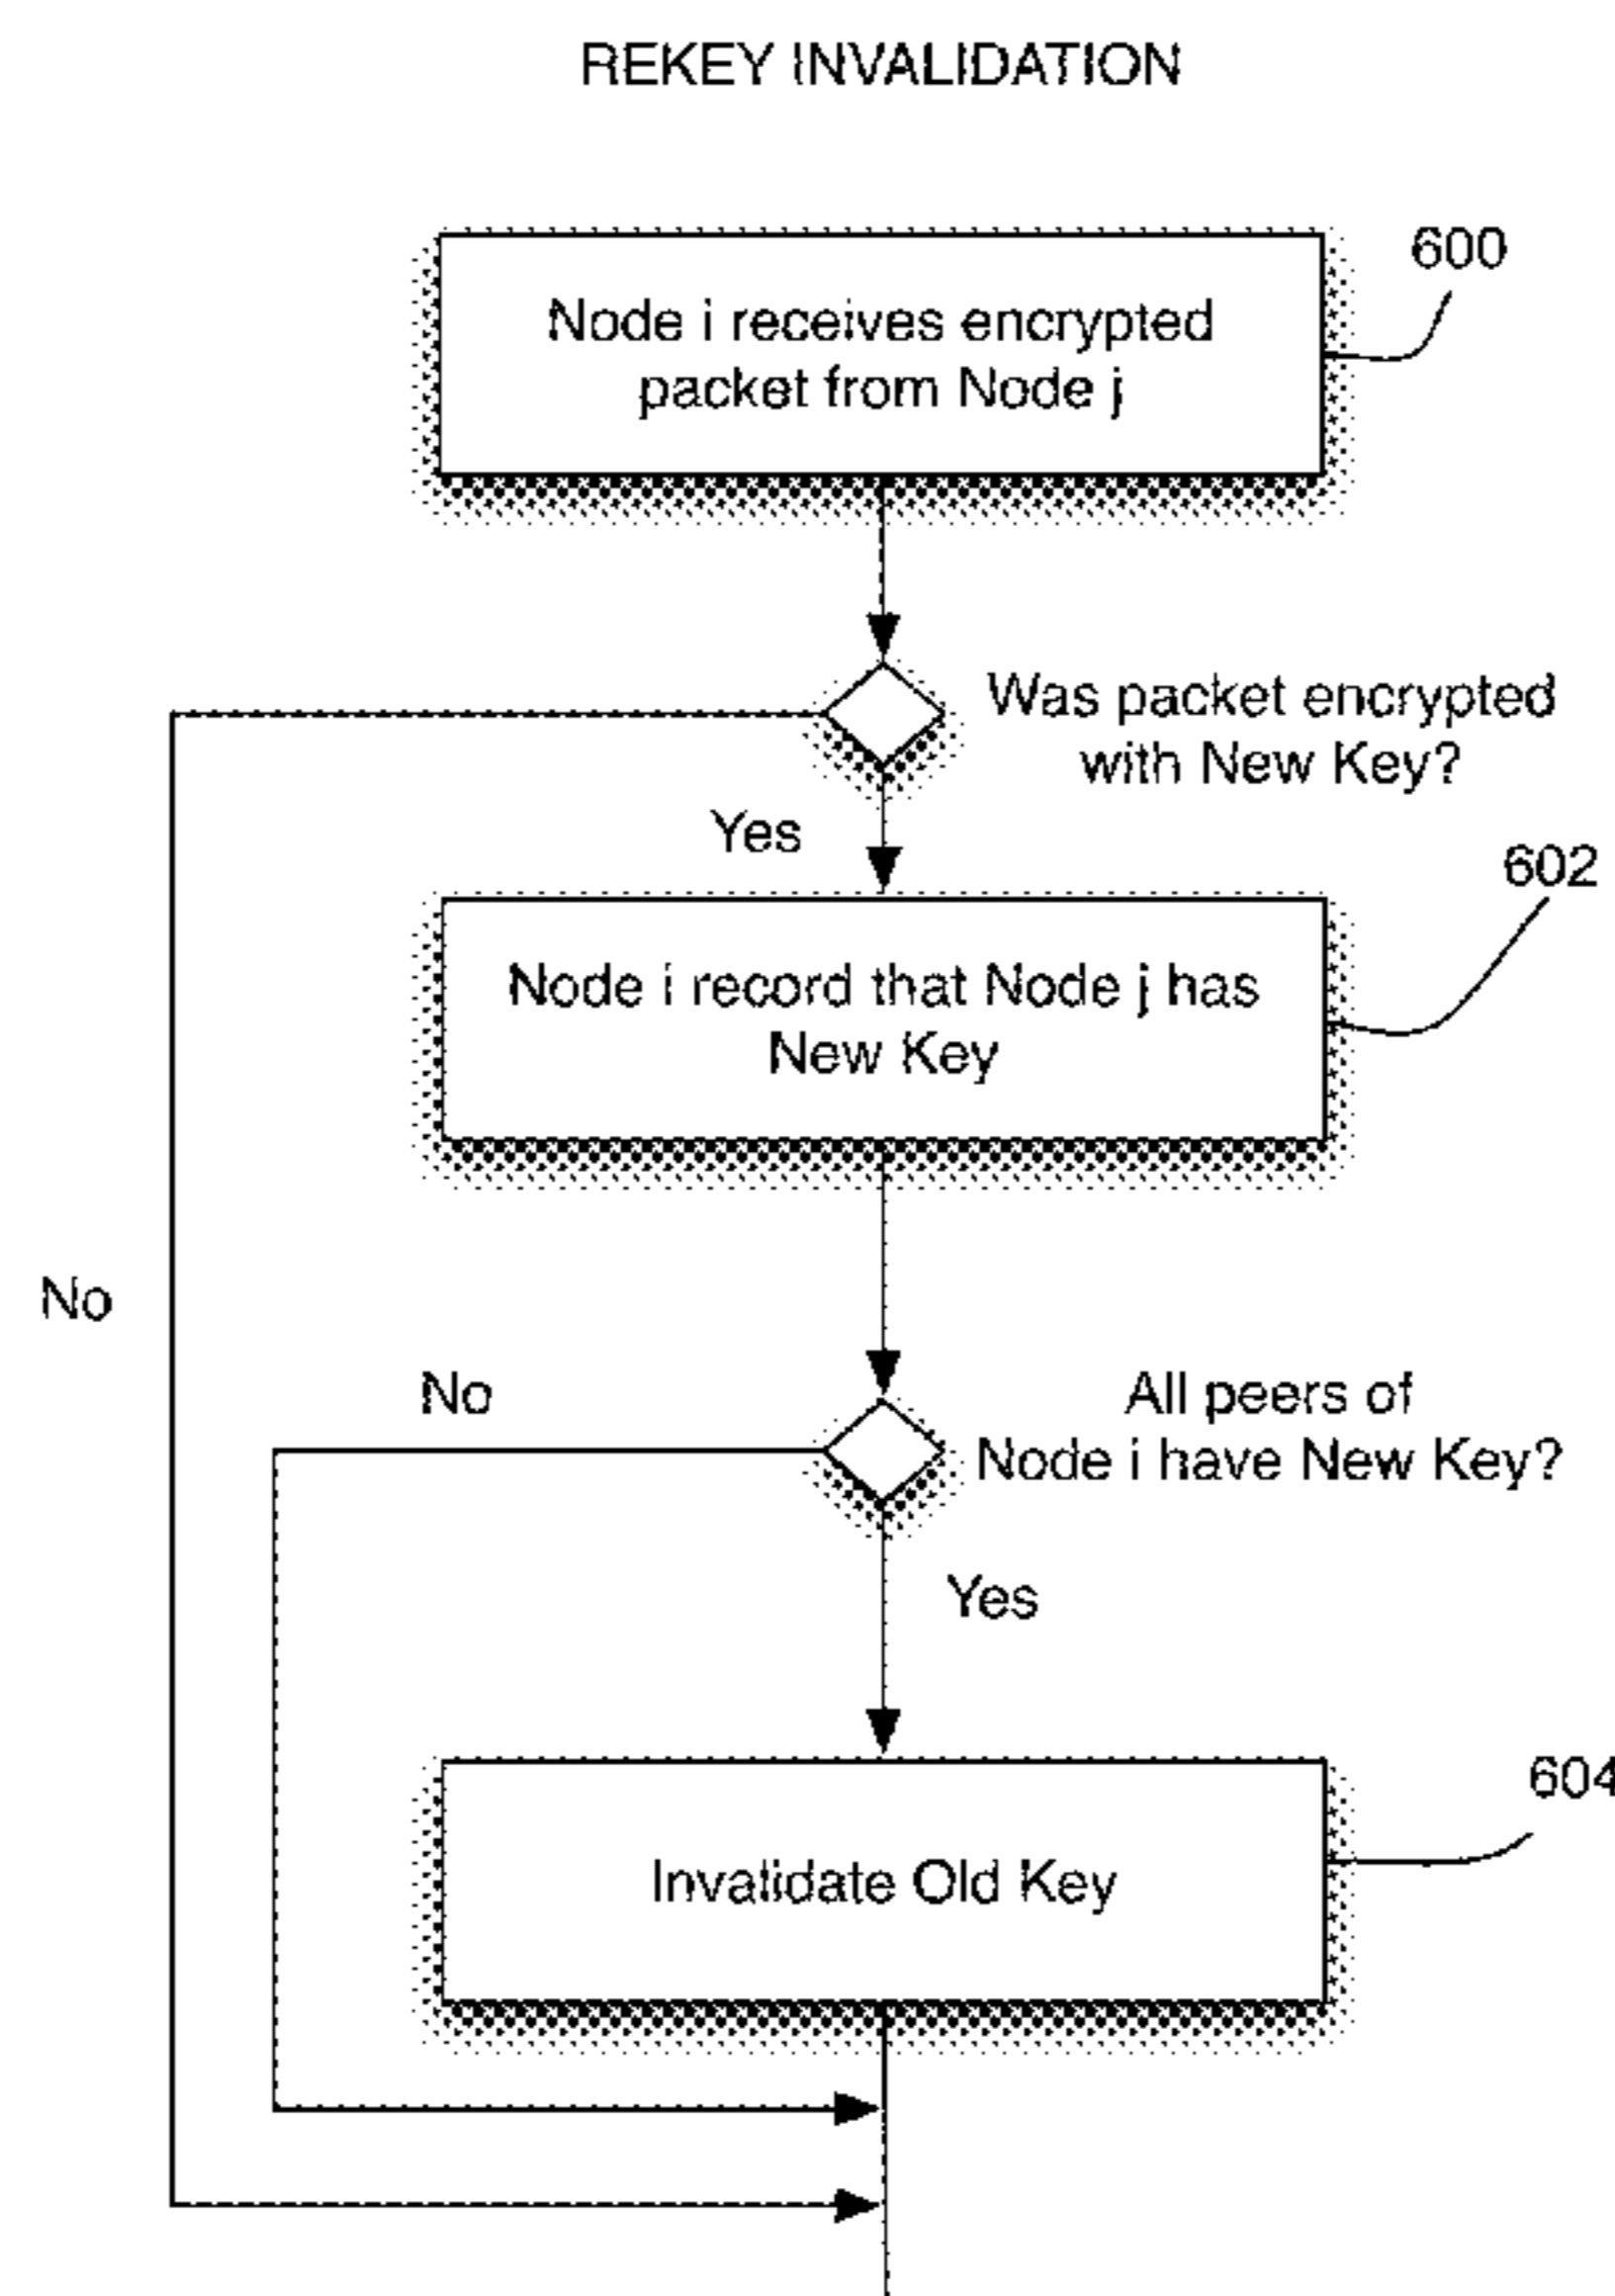 REKEY INVALIDATION
600
Node i receives encrypted
packet from Node j
Was packet encrypted
with New Key?
Yes
602
Node i record that Node j has
New Key
No
No
All peers of
Node i have New Key?
Yes
604
Invalidate Old Key